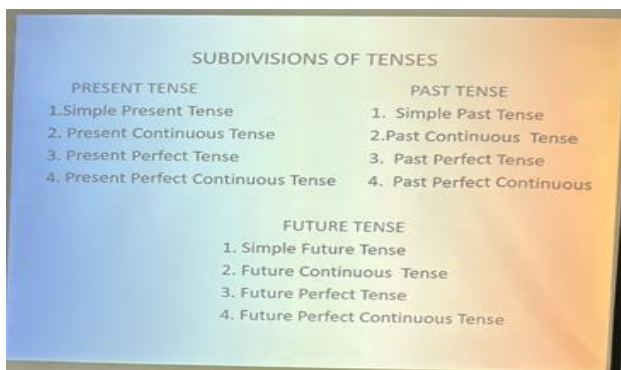 SUBDIVISIONS OF TENSES
PRESENT TENSE
1.Simple Present Tense
2. Present Continuous Tense
3. Present Perfect Tense
4. Present Perfect Continuous Tense
PAST TENSE
1. Simple Past Tense
2.Past Continuous Tense
3. Past Perfect Tense
4. Past Perfect Continuous
FUTURE TENSE
1. Simple Future Tense
2. Future Continuous Tense
3. Future Perfect Tense
4. Future Perfect Continuous Tense